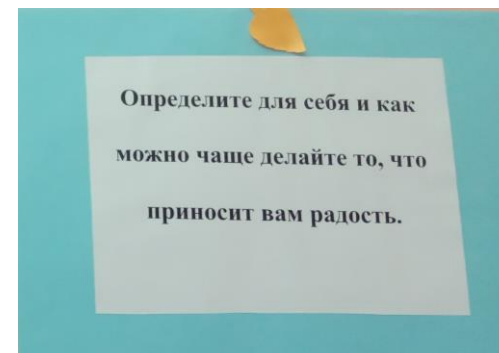 Определите для себя и как
можно чаще делайте то, что
приносит вам радость.